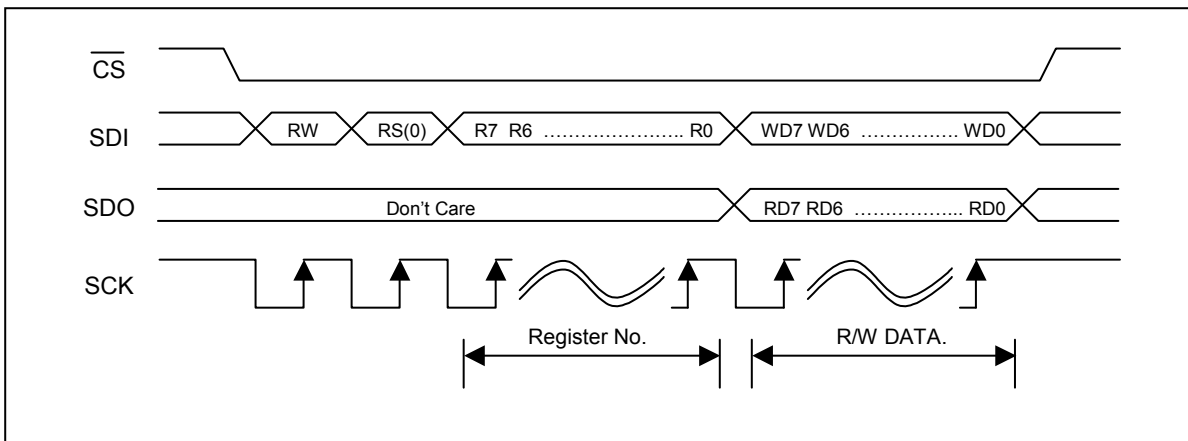 CS
SDI RW RS(0) R7 R6 ........................ R0 WD7 WD6 ................ WD0
SDO Don't Care RD7 RD6 ................... RD0
SCK
Register No. R/W DATA.